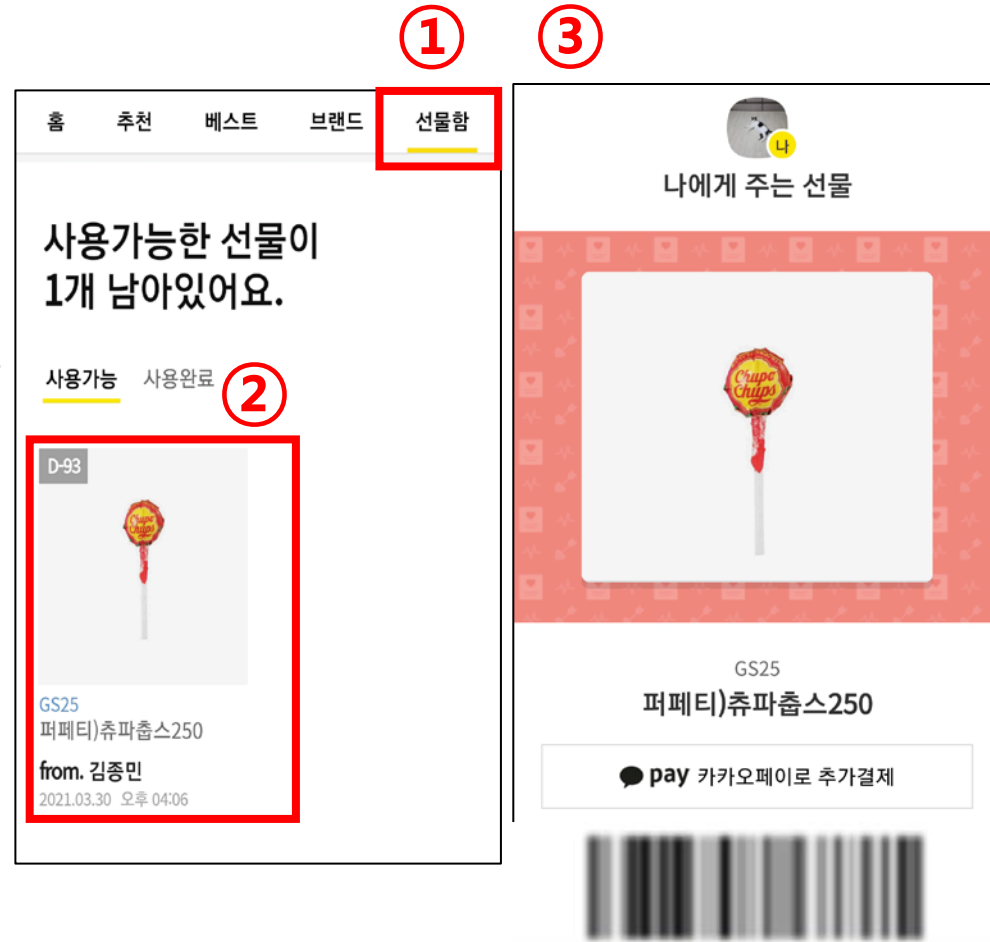 ①
홈 추천 베스트 브랜드 선물함
사용가능한 선물이
1개 남아있어요.
사용가능 사용완료
②
D-93
Chupa
Chups
GS25
퍼페티)츄파춥스250
from. 김종민
2021.03.30 오후 04:06
③
나
나에게 주는 선물
Chupa
Chups
GS25
퍼페티)츄파춥스250
pay 카카오페이로 추가결제